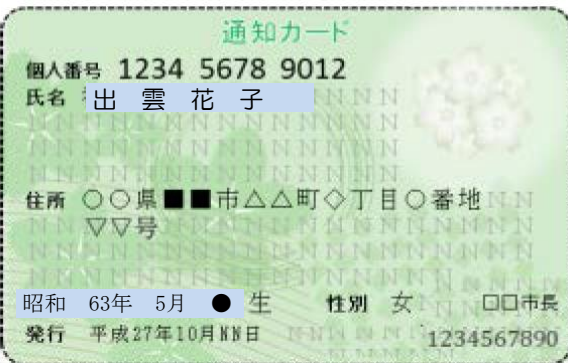 通知カード
個人番号 1234 5678 9012
氏名 出 雲 花 子
住所 ○○県■■市△△町◇丁目○番地
▽▽号
昭和 63年 5月 ● 生 性別 女 □□市長
発行 平成27年10月NN日 1234567890